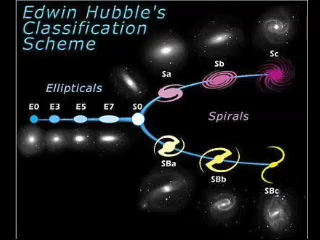 Edwin Hubble's
Classification
Scheme
Ellipticals
E0 E3 E5 E7 S0
Sa
Sb
Sc
Spirals
SBa
SBb
SBc